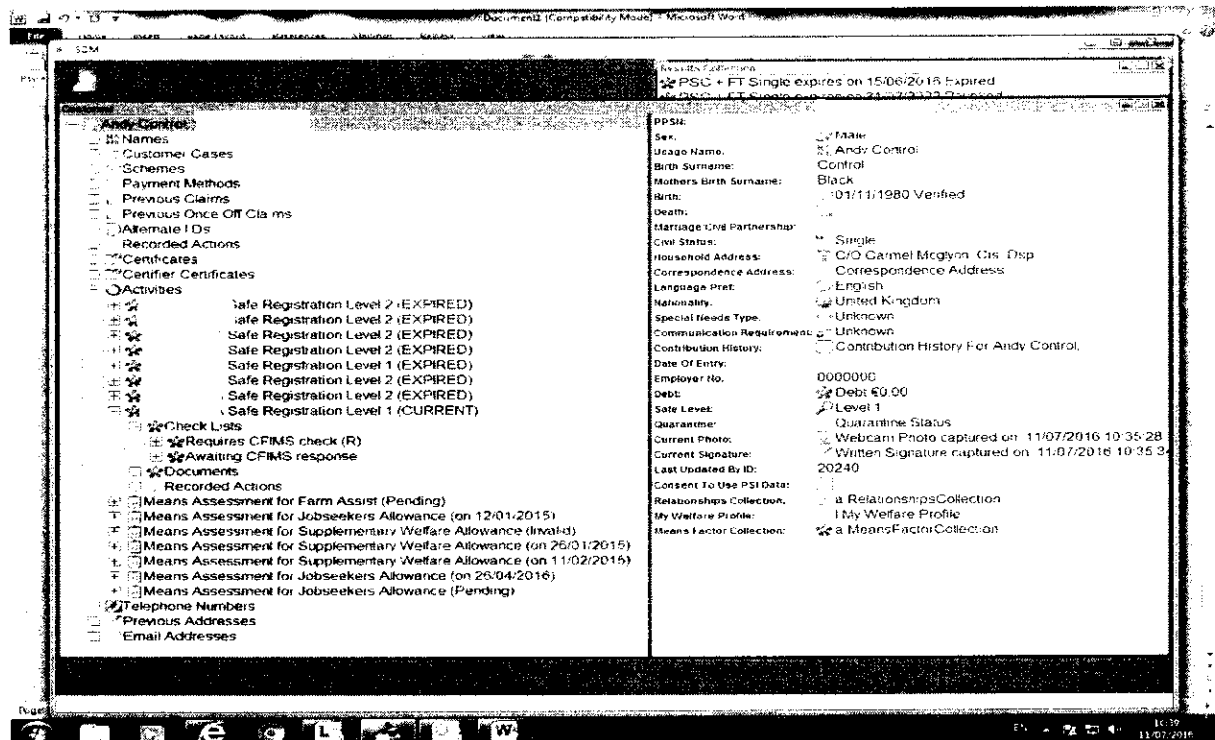 Document2 (Compatibility Mode) - Microsoft Word
SDM
Results Collection
PSC + FT Single expires on 15/06/2016 Expired
Andy Control
Names
Customer Cases
Schemes
Payment Methods
Previous Claims
Previous Once Off Claims
Alternate IDs
Recorded Actions
Certificates
Certifier Certificates
Activities
Safe Registration Level 2 (EXPIRED)
Safe Registration Level 2 (EXPIRED)
Safe Registration Level 2 (EXPIRED)
Safe Registration Level 2 (EXPIRED)
Safe Registration Level 1 (EXPIRED)
Safe Registration Level 2 (EXPIRED)
Safe Registration Level 2 (EXPIRED)
Safe Registration Level 1 (CURRENT)
Check Lists
Requires CFIMS check (R)
Awaiting CFIMS response
Documents
Recorded Actions
Means Assessment for Farm Assist (Pending)
Means Assessment for Jobseekers Allowance (on 12/01/2015)
Means Assessment for Supplementary Welfare Allowance (Invalid)
Means Assessment for Supplementary Welfare Allowance (on 26/01/2015)
Means Assessment for Supplementary Welfare Allowance (on 11/02/2015)
Means Assessment for Jobseekers Allowance (on 26/04/2016)
Means Assessment for Jobseekers Allowance (Pending)
Telephone Numbers
Previous Addresses
Email Addresses
PPSN:
Sex: Male
Usage Name: Andy Control
Birth Surname: Control
Mothers Birth Surname: Black
Birth: 01/11/1980 Verified
Death:
Marriage Civil Partnership:
Civil Status: Single
Household Address: C/O Carmel Mcglynn, Cis, Dsp
Correspondence Address: Correspondence Address
Language Pref: English
Nationality: United Kingdom
Special Needs Type: Unknown
Communication Requirement: Unknown
Contribution History: Contribution History For Andy Control,
Date Of Entry:
Employer No. 0000000
Debt: Debt €0.00
Safe Level: Level 1
Quarantine: Quarantine Status
Current Photo: Webcam Photo captured on 11/07/2016 10:35:28
Current Signature: Written Signature captured on 11/07/2016 10:35:3
Last Updated By ID: 20240
Consent To Use PSI Data:
Relationships Collection: a RelationshipsCollection
My Welfare Profile: My Welfare Profile
Means Factor Collection: a MeansFactorCollection
EN
11/07/2016